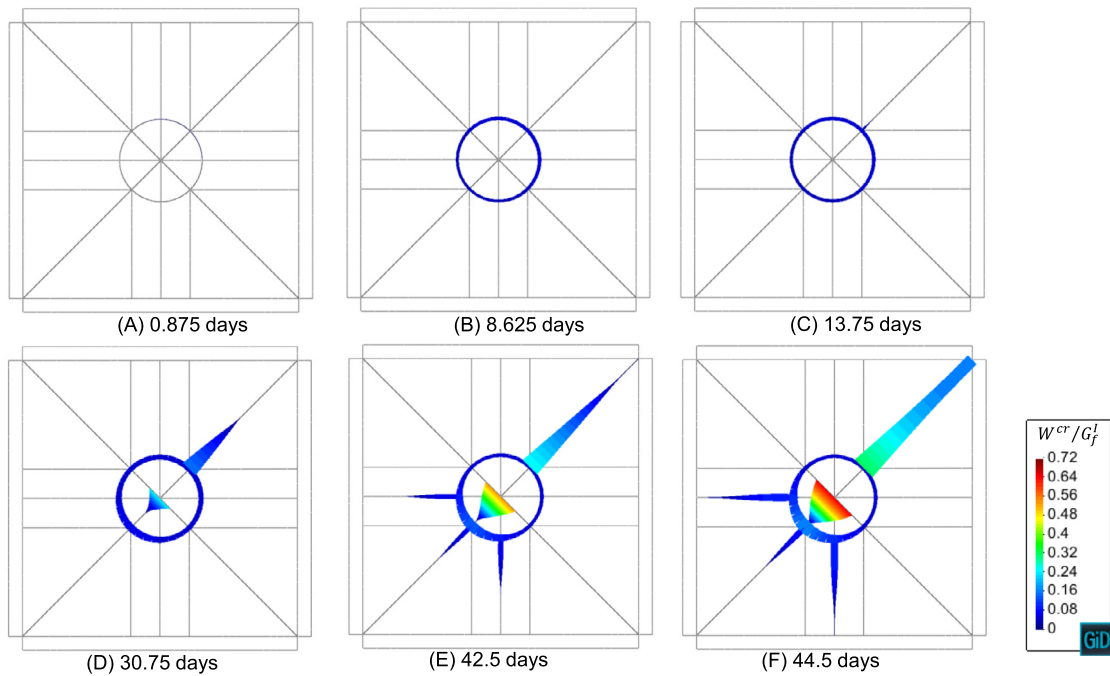 (A) 0.875 days
(B) 8.625 days
(C) 13.75 days
(D) 30.75 days
(E) 42.5 days
(F) 44.5 days
W^{cr}/G_f^I
0.72
0.64
0.56
0.48
0.4
0.32
0.24
0.16
0.08
0
GiD